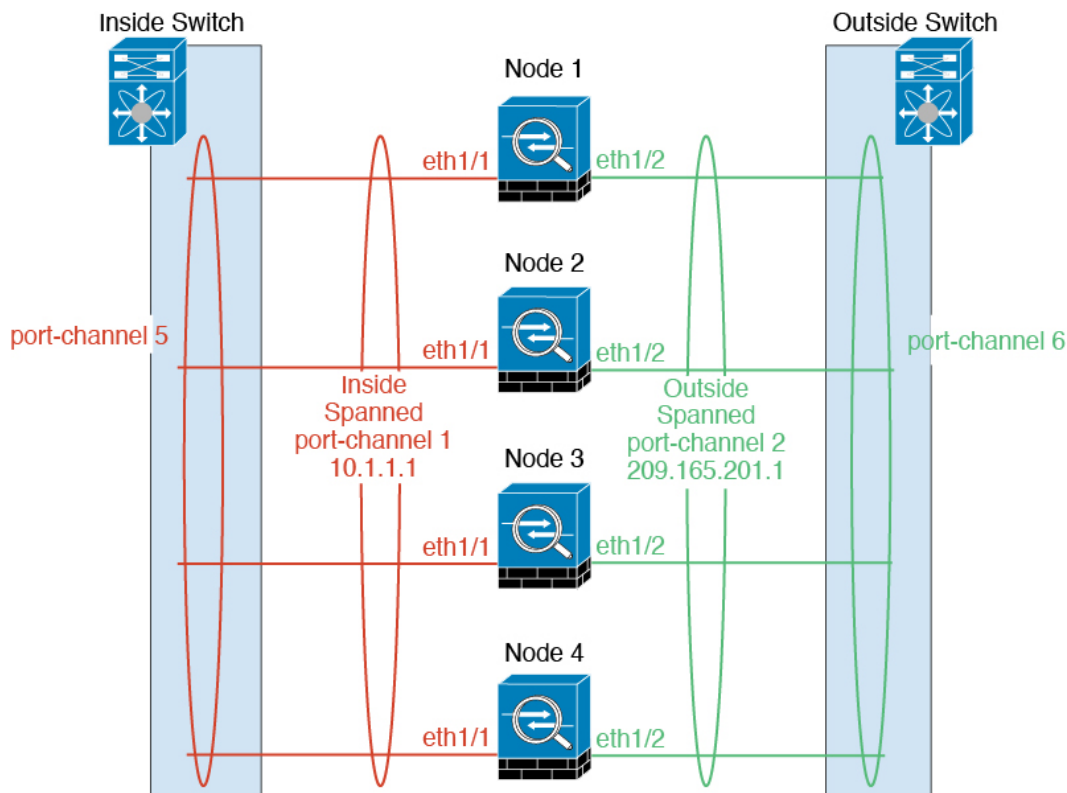 Inside Switch
Outside Switch
Node 1
eth1/1
eth1/2
Node 2
port-channel 5
port-channel 6
eth1/1
eth1/2
Inside
Spanned
port-channel 1
10.1.1.1
Outside
Spanned
port-channel 2
209.165.201.1
Node 3
eth1/1
eth1/2
Node 4
eth1/1
eth1/2